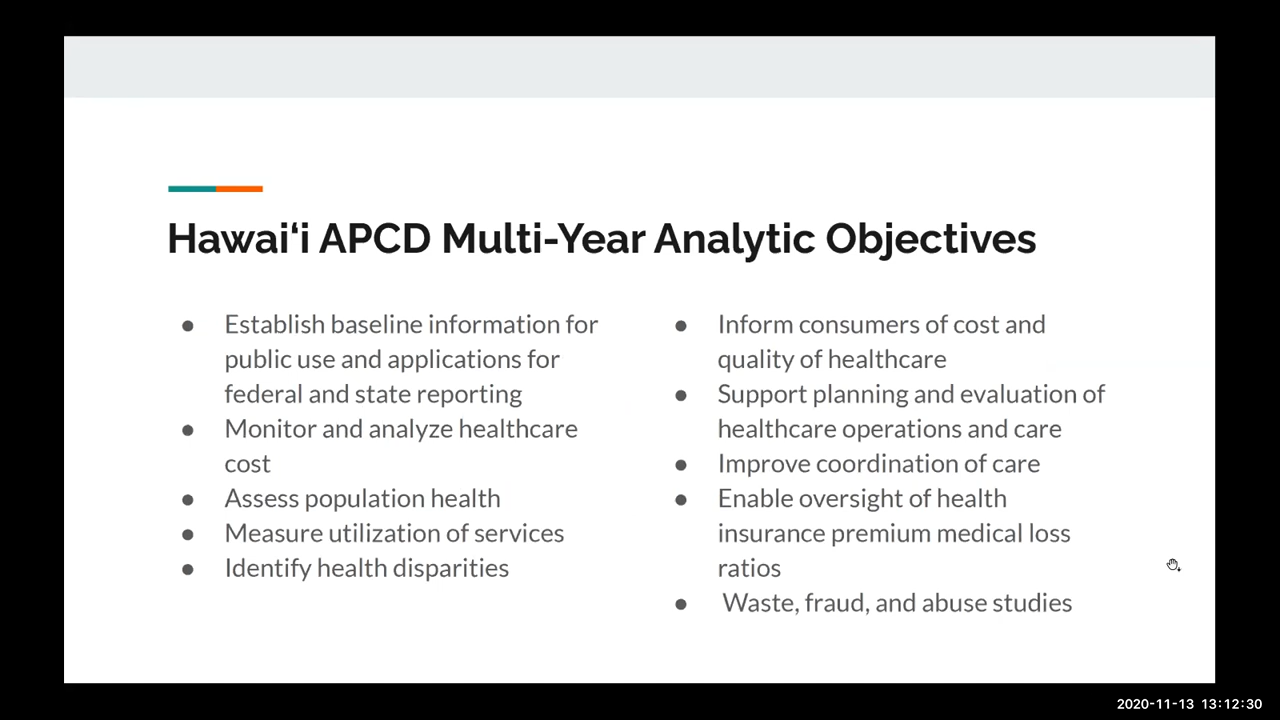 Hawaiʻi APCD Multi-Year Analytic Objectives
● Establish baseline information for
public use and applications for
federal and state reporting
● Monitor and analyze healthcare
cost
● Assess population health
● Measure utilization of services
● Identify health disparities
● Inform consumers of cost and
quality of healthcare
● Support planning and evaluation of
healthcare operations and care
● Improve coordination of care
● Enable oversight of health
insurance premium medical loss
ratios
● Waste, fraud, and abuse studies
2020-11-13 13:12:30